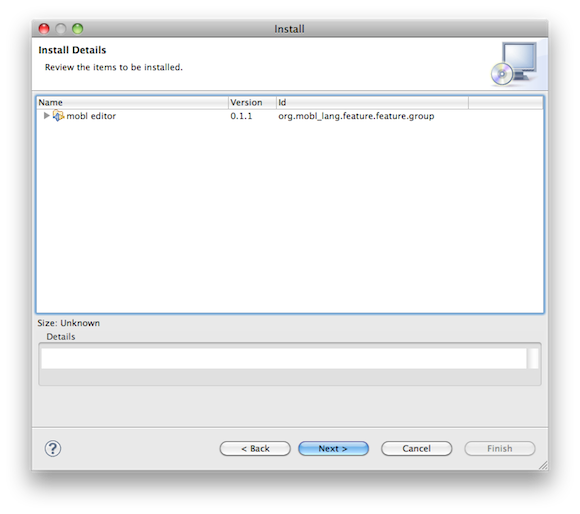 Install
Install Details
Review the items to be installed.
Name Version Id
mobl editor 0.1.1 org.mobl_lang.feature.feature.group
Size: Unknown
Details
? < Back Next > Cancel Finish